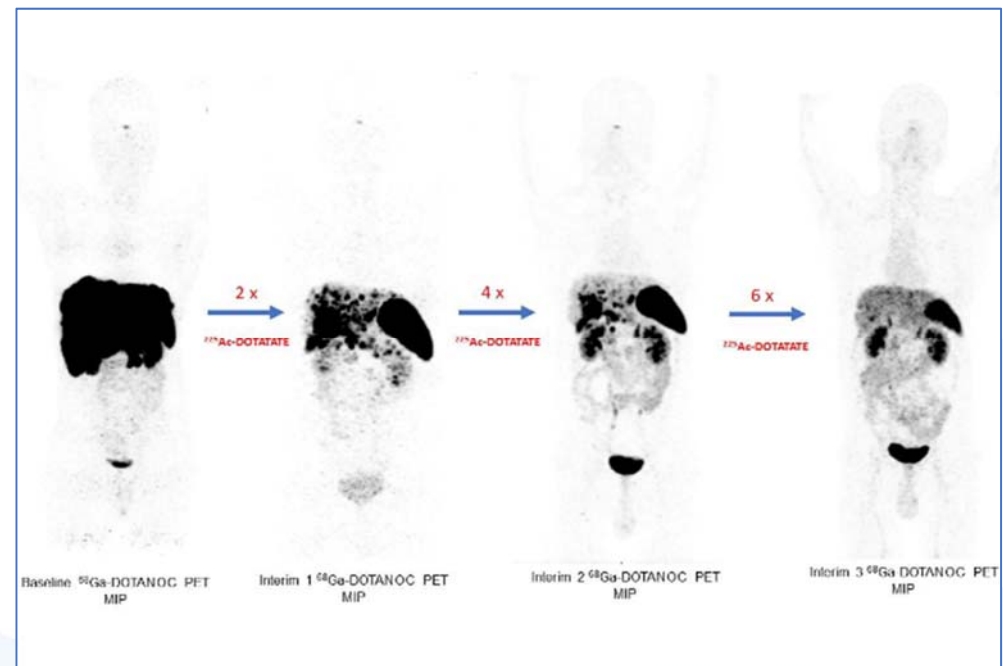 2 x
²²⁵Ac-DOTATATE
4 x
²²⁵Ac-DOTATATE
6 x
²²⁵Ac-DOTATATE
Baseline ⁶⁸Ga-DOTANOC PET
MIP
Interim 1 ⁶⁸Ga-DOTANOC PET
MIP
Interim 2 ⁶⁸Ga-DOTANOC PET
MIP
Interim 3 ⁶⁸Ga DOTANOC PET
MIP